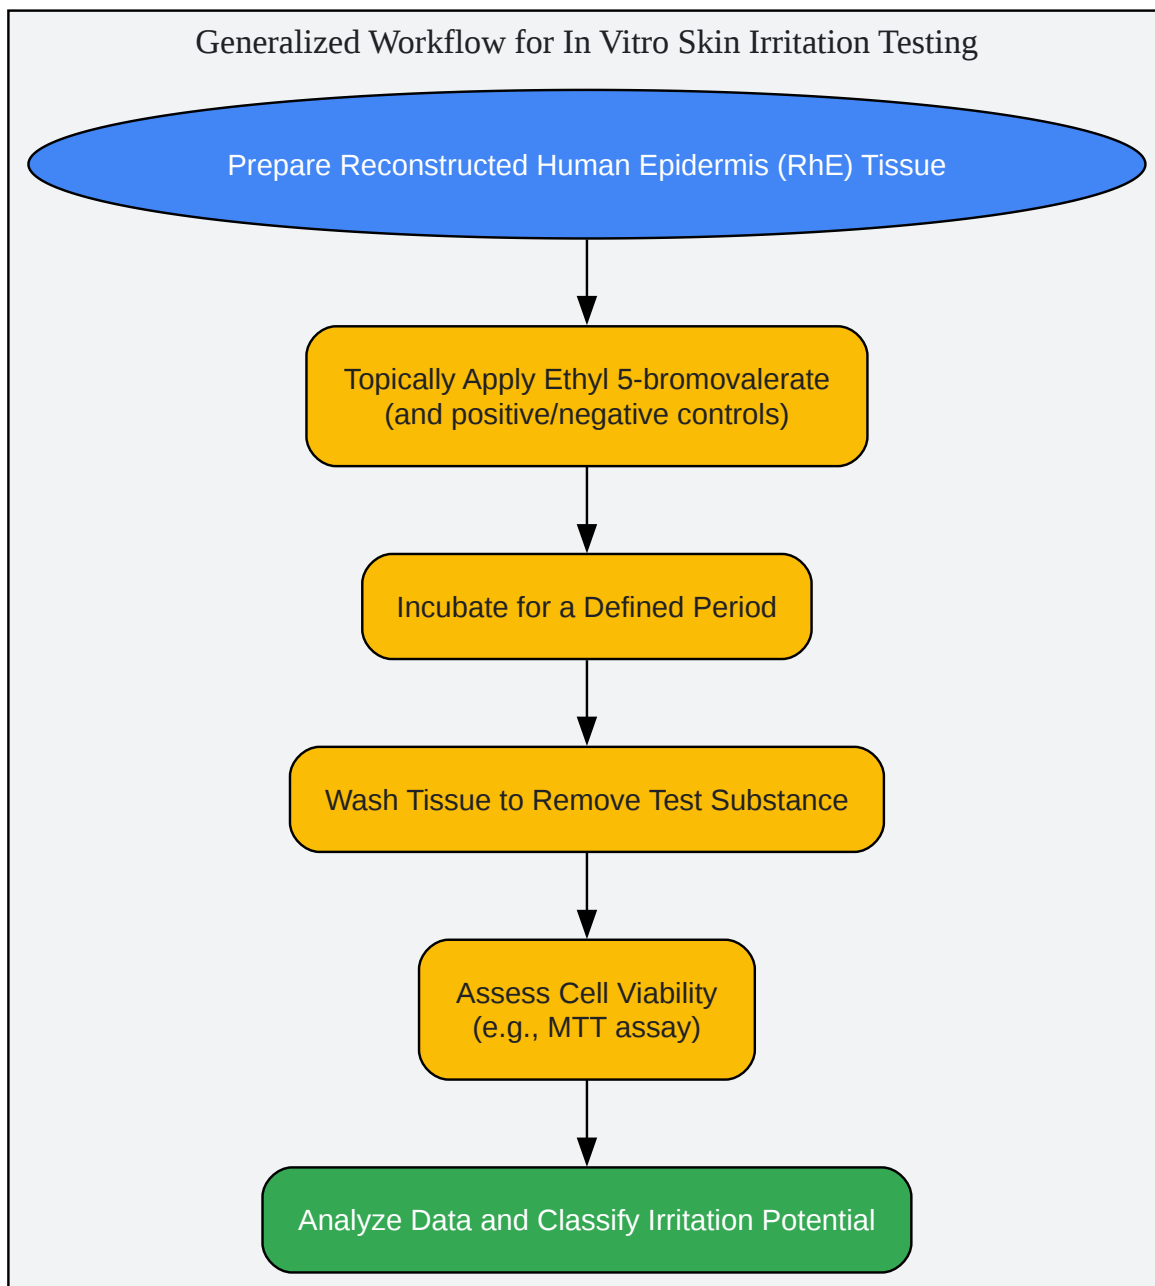 Generalized Workflow for In Vitro Skin Irritation Testing
Prepare Reconstructed Human Epidermis (RhE) Tissue
Topically Apply Ethyl 5-bromovalerate
(and positive/negative controls)
Incubate for a Defined Period
Wash Tissue to Remove Test Substance
Assess Cell Viability
(e.g., MTT assay)
Analyze Data and Classify Irritation Potential